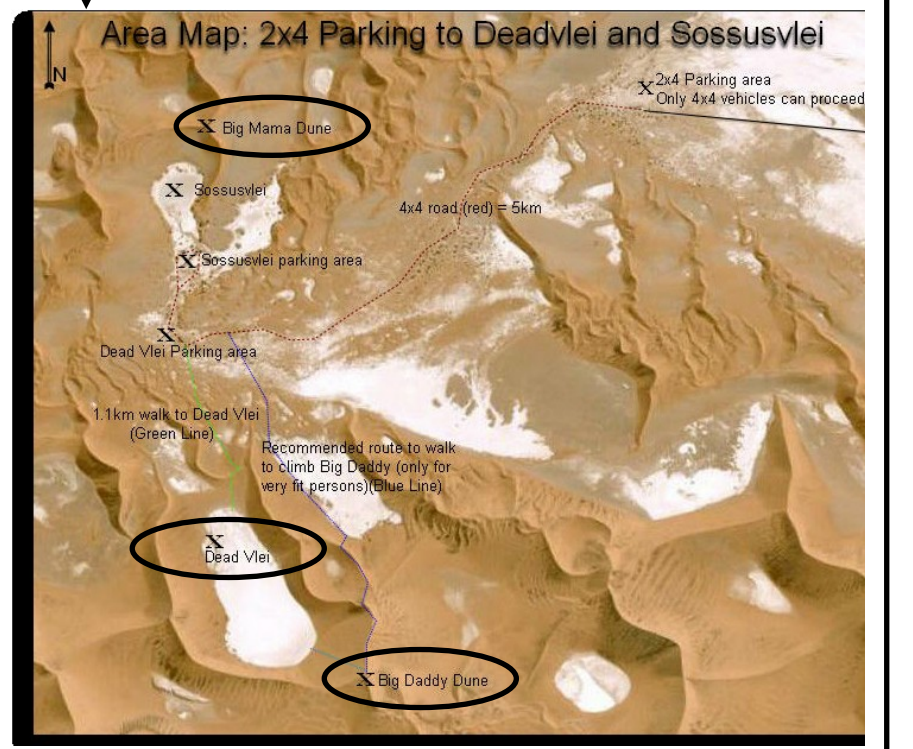 Area Map: 2x4 Parking to Deadvlei and Sossusvlei
N
X 2x4 Parking area
Only 4x4 vehicles can proceed
X Big Mama Dune
X Sossusvlei
4x4 road (red) = 5km
X Sossusvlei parking area
X
Dead Vlei Parking area
1.1km walk to Dead Vlei
(Green Line)
Recommended route to walk
to climb Big Daddy (only for
very fit persons)(Blue Line)
X
Dead Vlei
X Big Daddy Dune